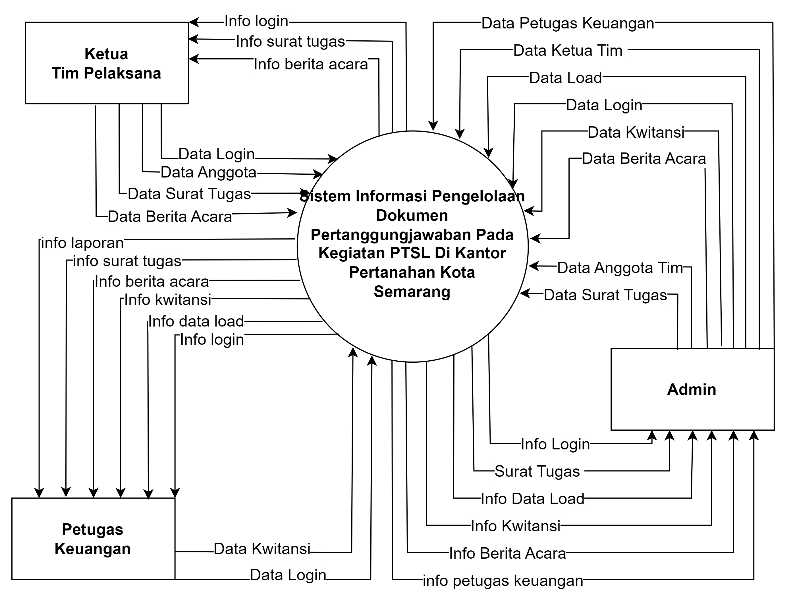 Info login
Info surat tugas
Info berita acara
Ketua
Tim Pelaksana
Data Login
Data Anggota
Data Surat Tugas
Data Berita Acara
Data Petugas Keuangan
Data Ketua Tim
Data Load
Data Login
Data Kwitansi
Data Berita Acara
Data Anggota Tim
Data Surat Tugas
Sistem Informasi Pengelolaan
Dokumen
Pertanggungjawaban Pada
Kegiatan PTSL Di Kantor
Pertanahan Kota
Semarang
info laporan
info surat tugas
Info berita acara
Info kwitansi
Info data load
Info login
Admin
Info Login
Surat Tugas
Info Data Load
Info Kwitansi
Info Berita Acara
info petugas keuangan
Petugas
Keuangan
Data Kwitansi
Data Login